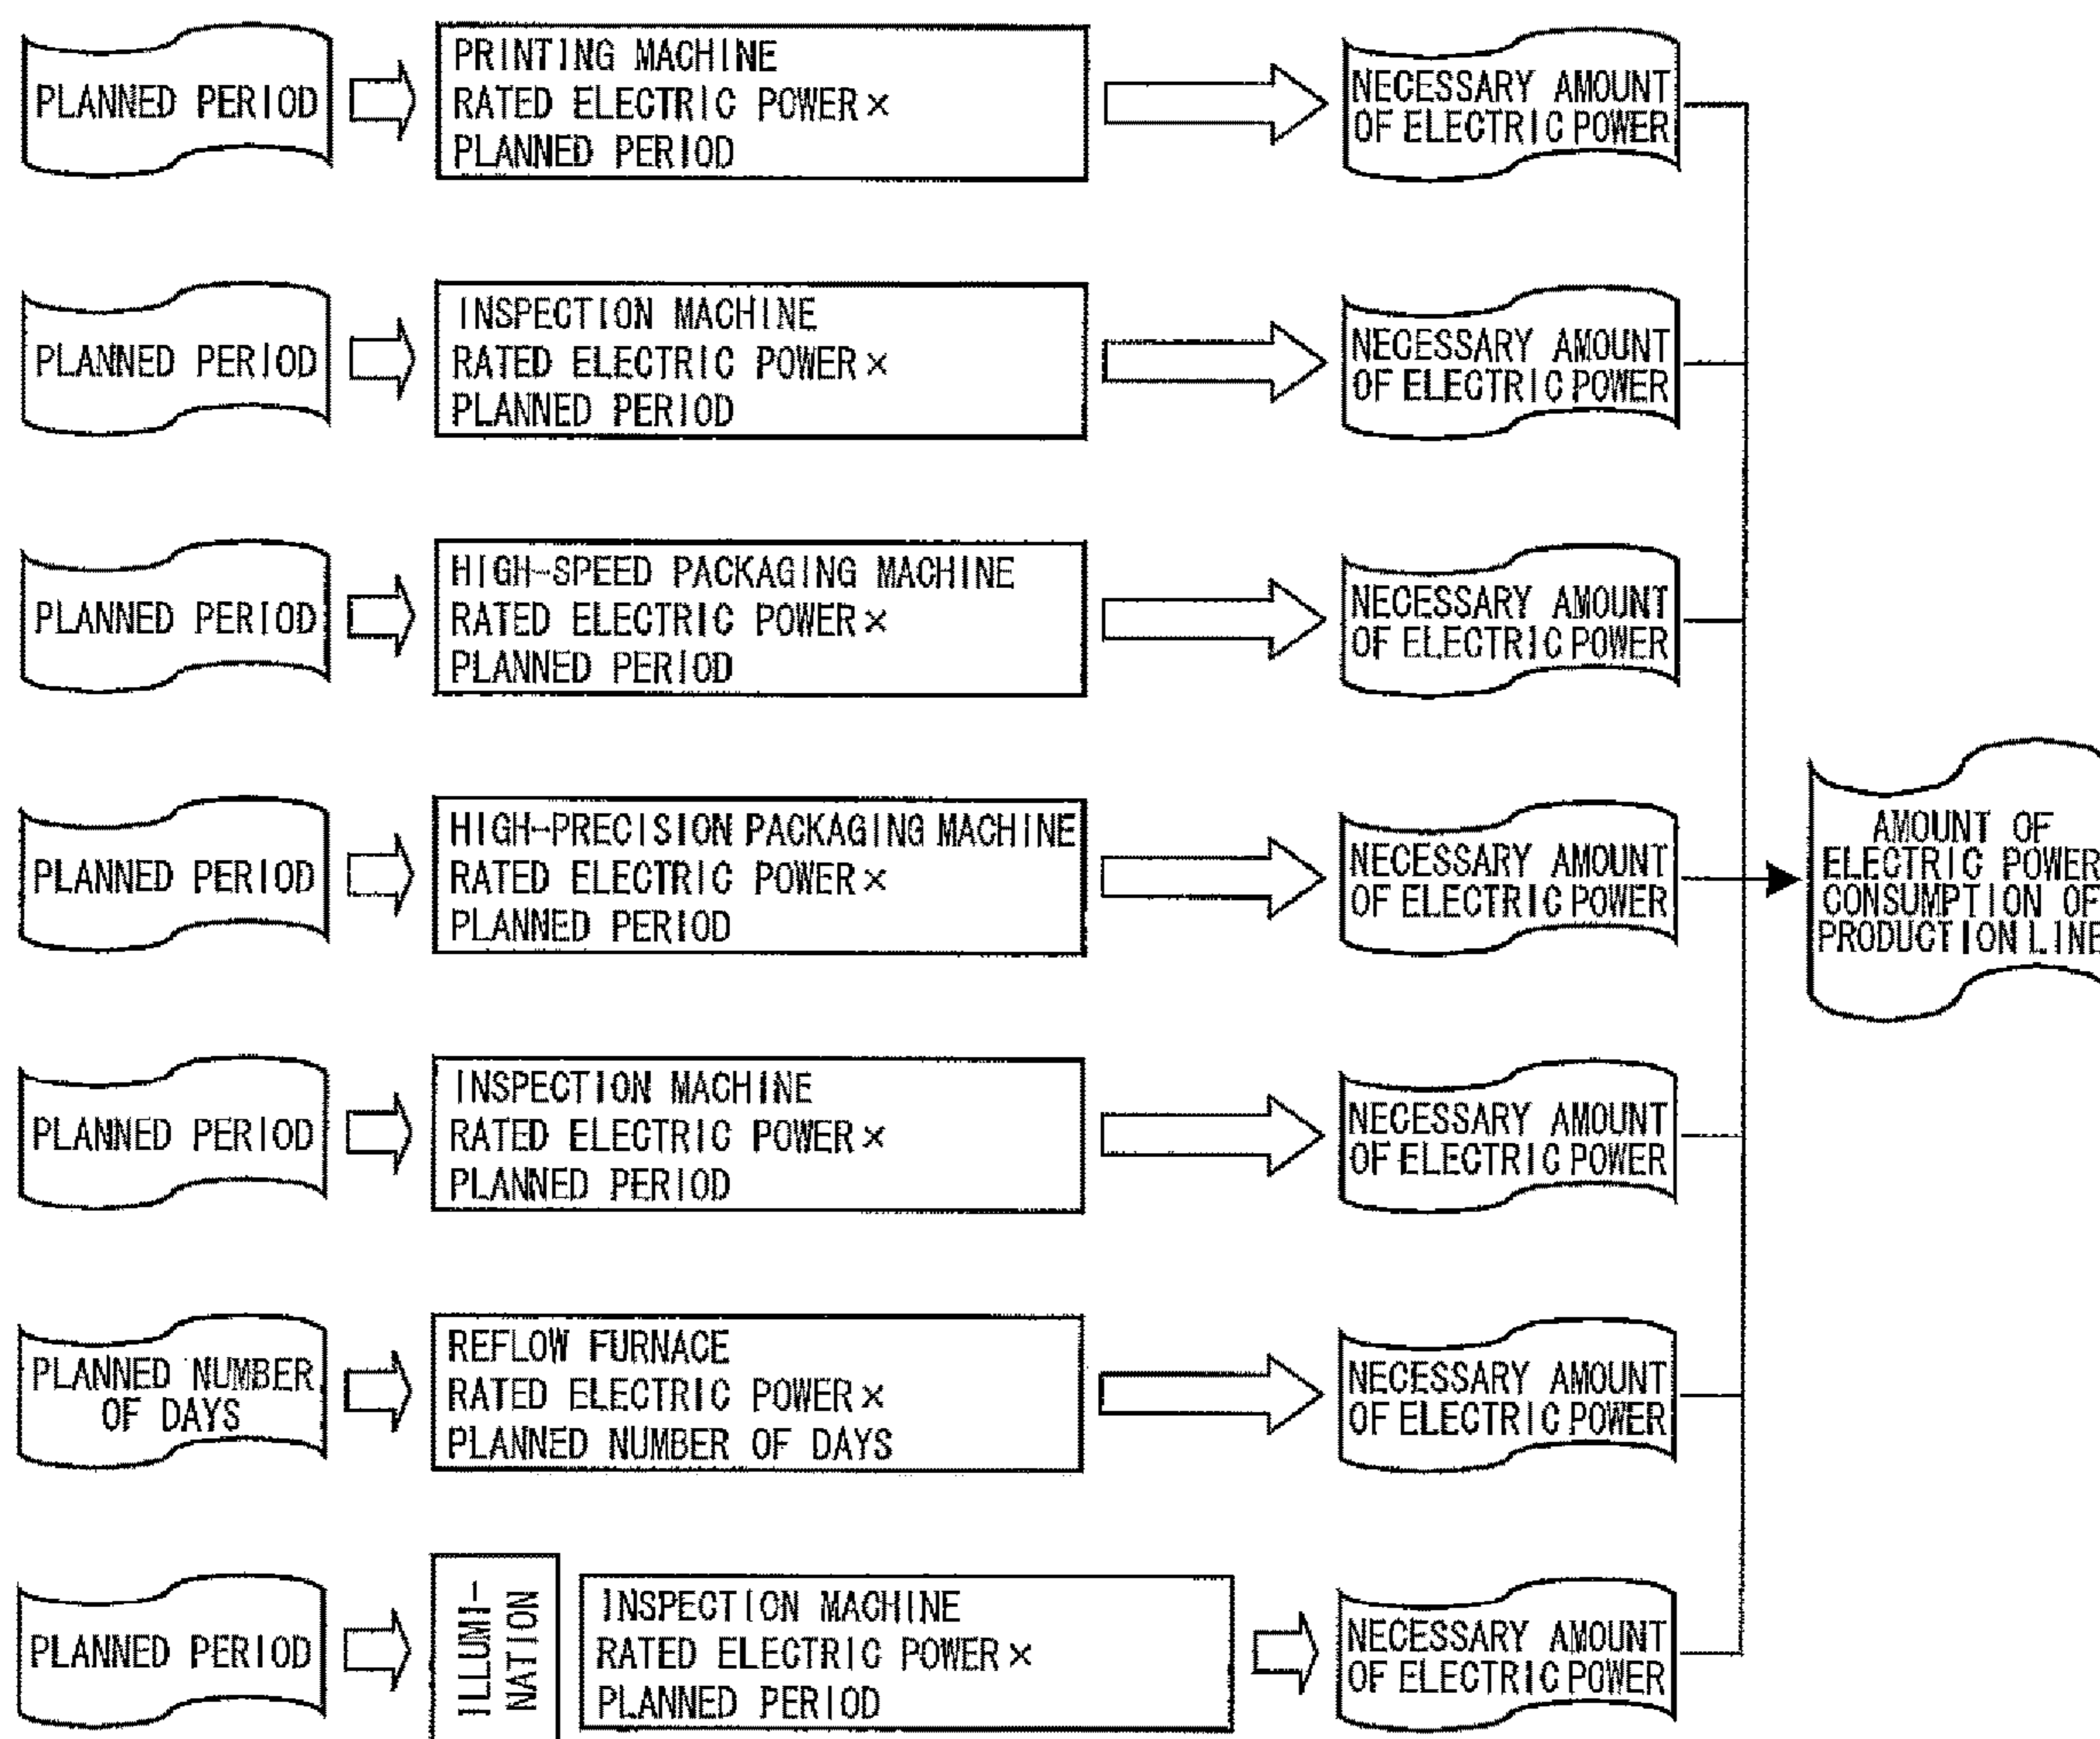 PLANNED PERIOD
PRINTING MACHINE
RATED ELECTRIC POWER×
PLANNED PERIOD
NECESSARY AMOUNT
OF ELECTRIC POWER
PLANNED PERIOD
INSPECTION MACHINE
RATED ELECTRIC POWER×
PLANNED PERIOD
NECESSARY AMOUNT
OF ELECTRIC POWER
PLANNED PERIOD
HIGH-SPEED PACKAGING MACHINE
RATED ELECTRIC POWER×
PLANNED PERIOD
NECESSARY AMOUNT
OF ELECTRIC POWER
PLANNED PERIOD
HIGH-PRECISION PACKAGING MACHINE
RATED ELECTRIC POWER×
PLANNED PERIOD
NECESSARY AMOUNT
OF ELECTRIC POWER
AMOUNT OF
ELECTRIC POWER
CONSUMPTION OF
PRODUCTION LINE
PLANNED PERIOD
INSPECTION MACHINE
RATED ELECTRIC POWER×
PLANNED PERIOD
NECESSARY AMOUNT
OF ELECTRIC POWER
PLANNED NUMBER
OF DAYS
REFLOW FURNACE
RATED ELECTRIC POWER×
PLANNED NUMBER OF DAYS
NECESSARY AMOUNT
OF ELECTRIC POWER
PLANNED PERIOD
ILLUMI-
NATION
INSPECTION MACHINE
RATED ELECTRIC POWER×
PLANNED PERIOD
NECESSARY AMOUNT
OF ELECTRIC POWER